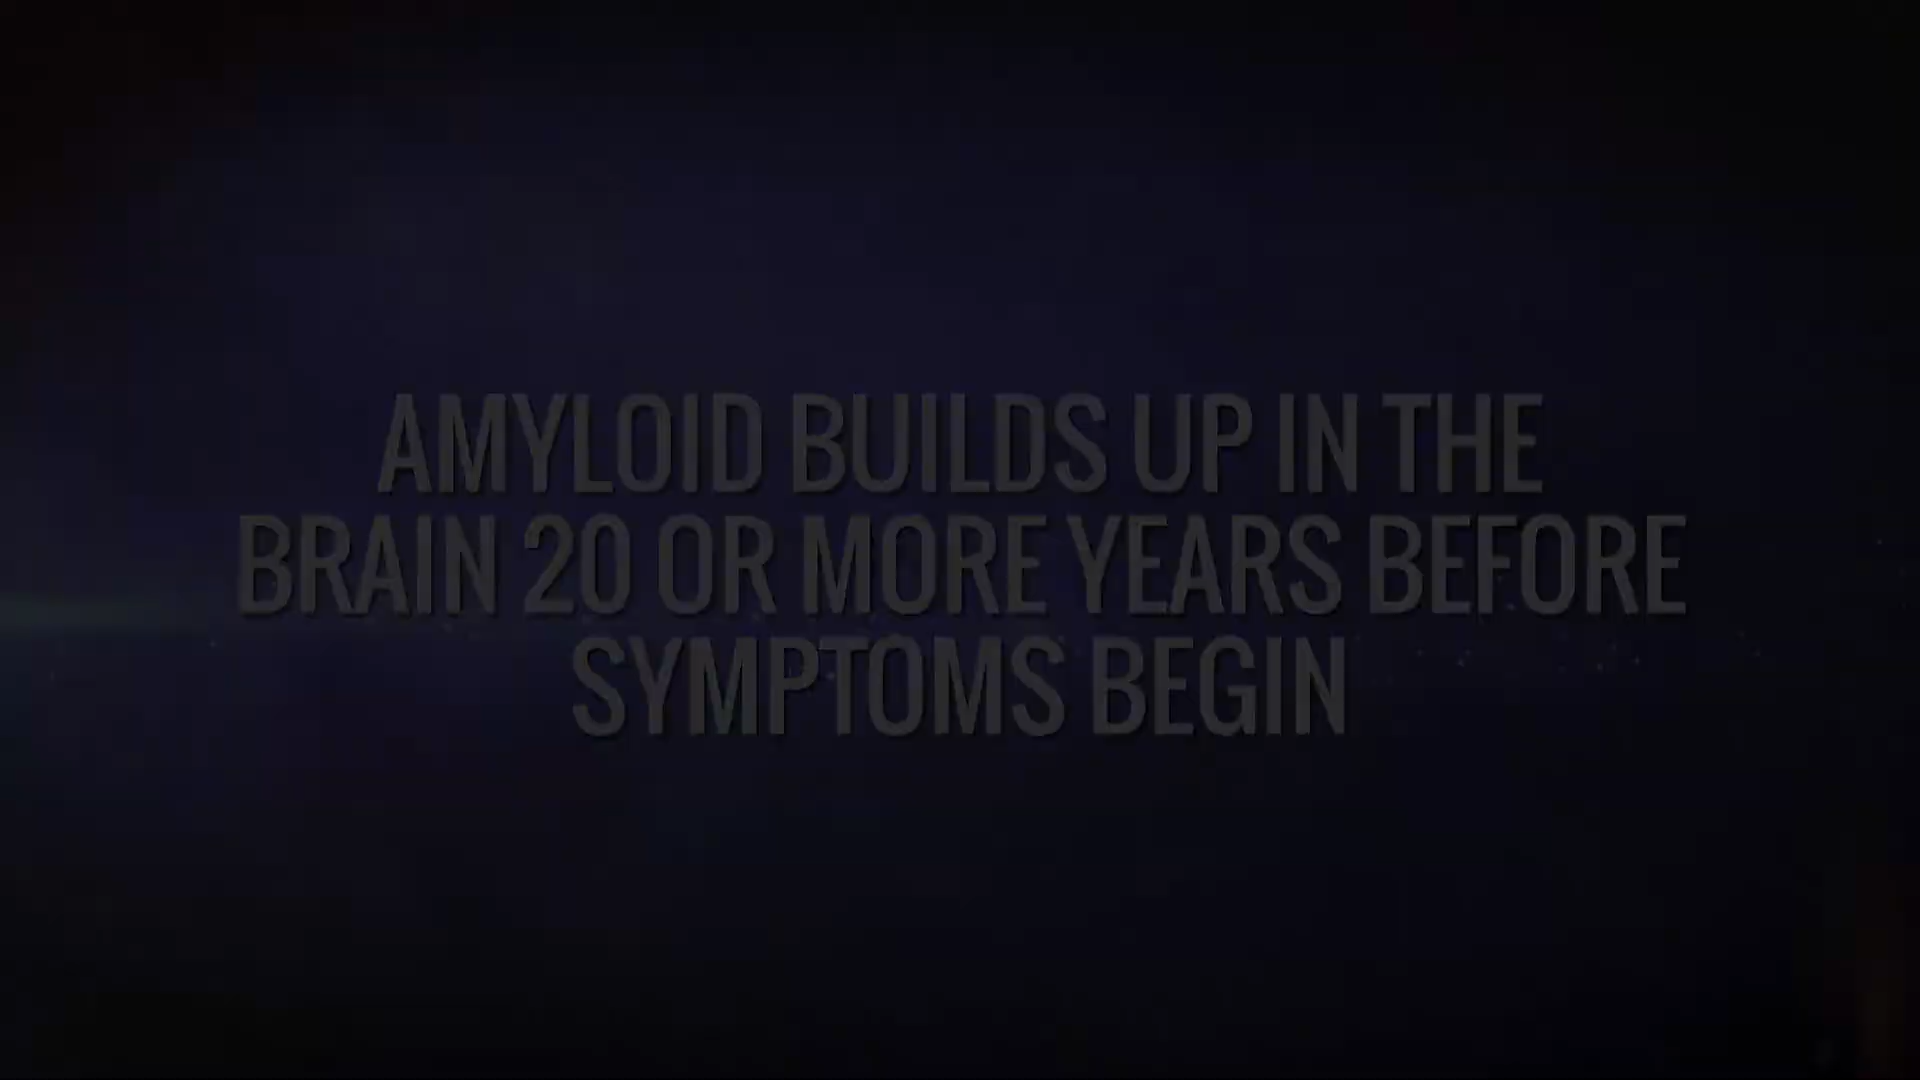 AMYLOID BUILDS UP IN THE
BRAIN 20 OR MORE YEARS BEFORE
SYMPTOMS BEGIN